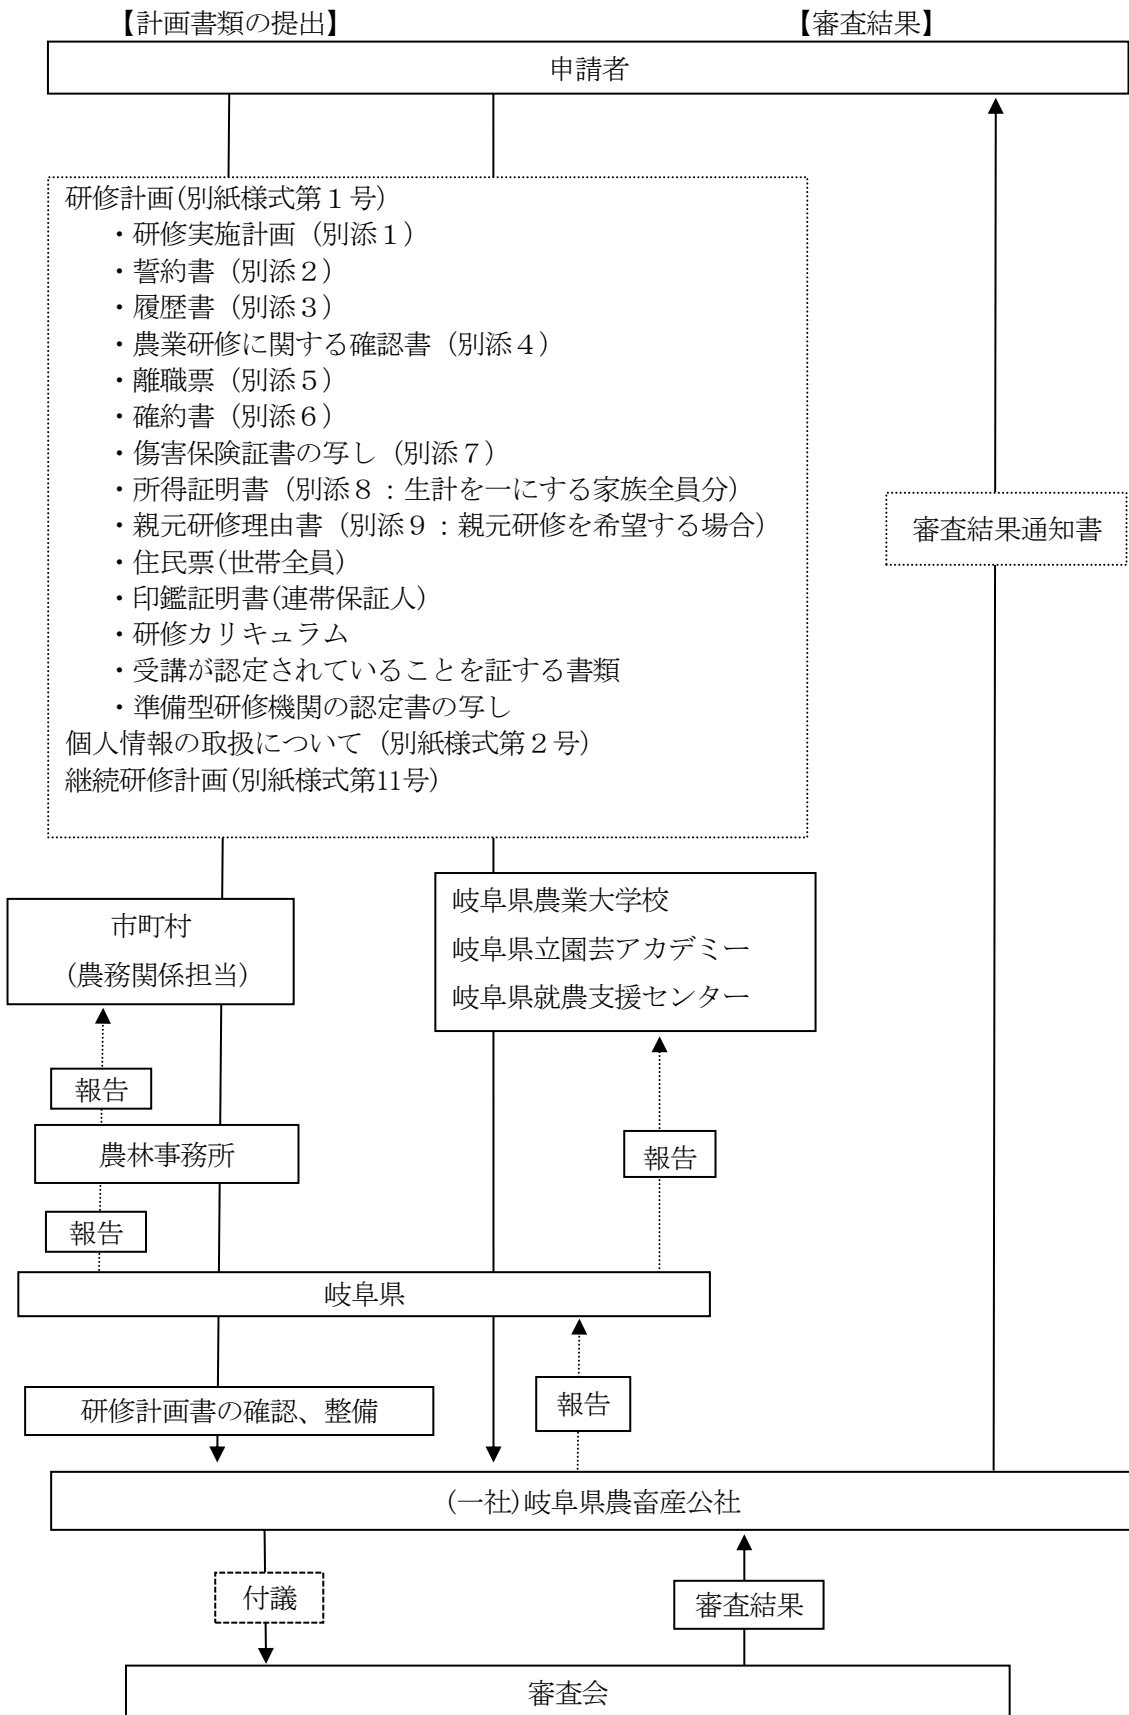 【計画書類の提出】
【審査結果】
申請者
研修計画(別紙様式第１号)
・研修実施計画（別添１）
・誓約書（別添２）
・履歴書（別添３）
・農業研修に関する確認書（別添４）
・離職票（別添５）
・確約書（別添６）
・傷害保険証書の写し（別添７）
・所得証明書（別添８：生計を一にする家族全員分）
・親元研修理由書（別添９：親元研修を希望する場合）
・住民票(世帯全員)
・印鑑証明書(連帯保証人)
・研修カリキュラム
・受講が認定されていることを証する書類
・準備型研修機関の認定書の写し
個人情報の取扱について（別紙様式第２号）
継続研修計画(別紙様式第11号)
審査結果通知書
市町村
(農務関係担当)
岐阜県農業大学校
岐阜県立園芸アカデミー
岐阜県就農支援センター
報告
農林事務所
報告
報告
岐阜県
研修計画書の確認、整備
報告
(一社)岐阜県農畜産公社
付議
審査結果
審査会